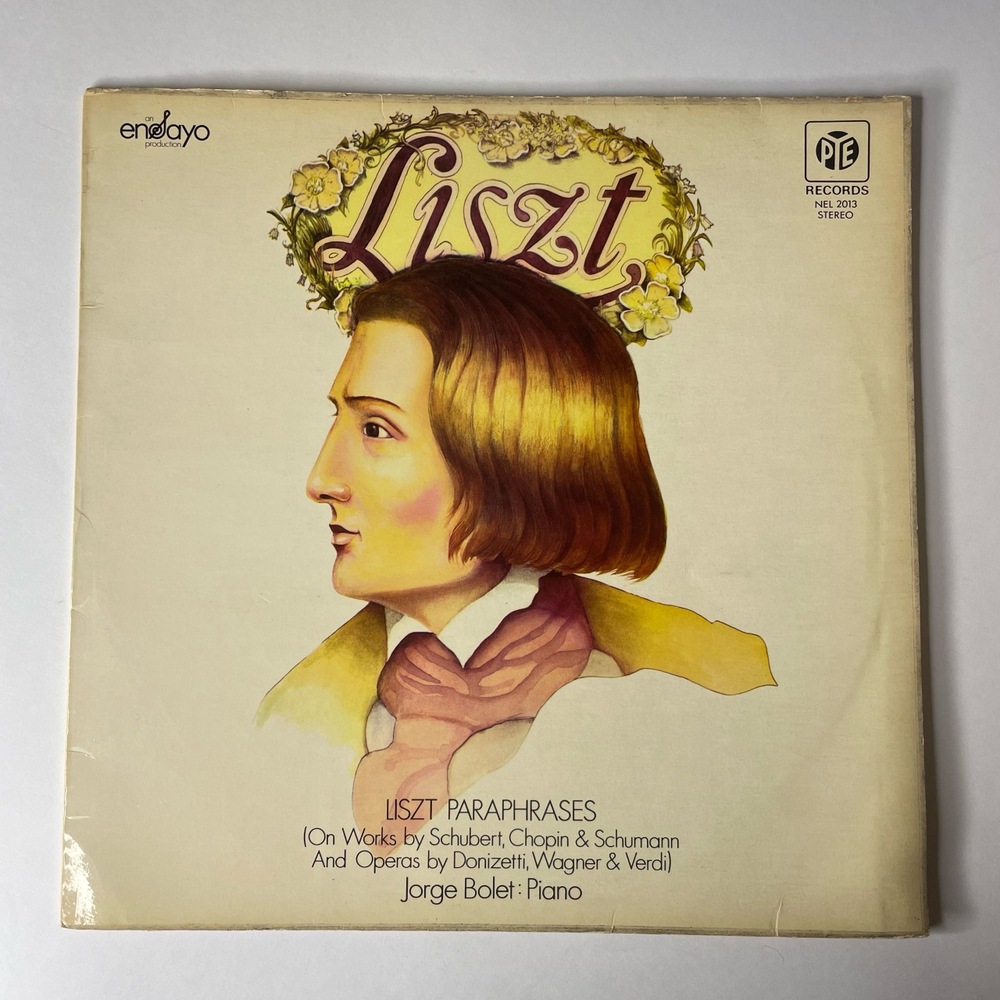 an
ensayo
production
Liszt,
PYE
RECORDS
NEL 2013
STEREO
LISZT PARAPHRASES
(On Works by Schubert, Chopin & Schumann
And Operas by Donizetti, Wagner & Verdi)
Jorge Bolet: Piano